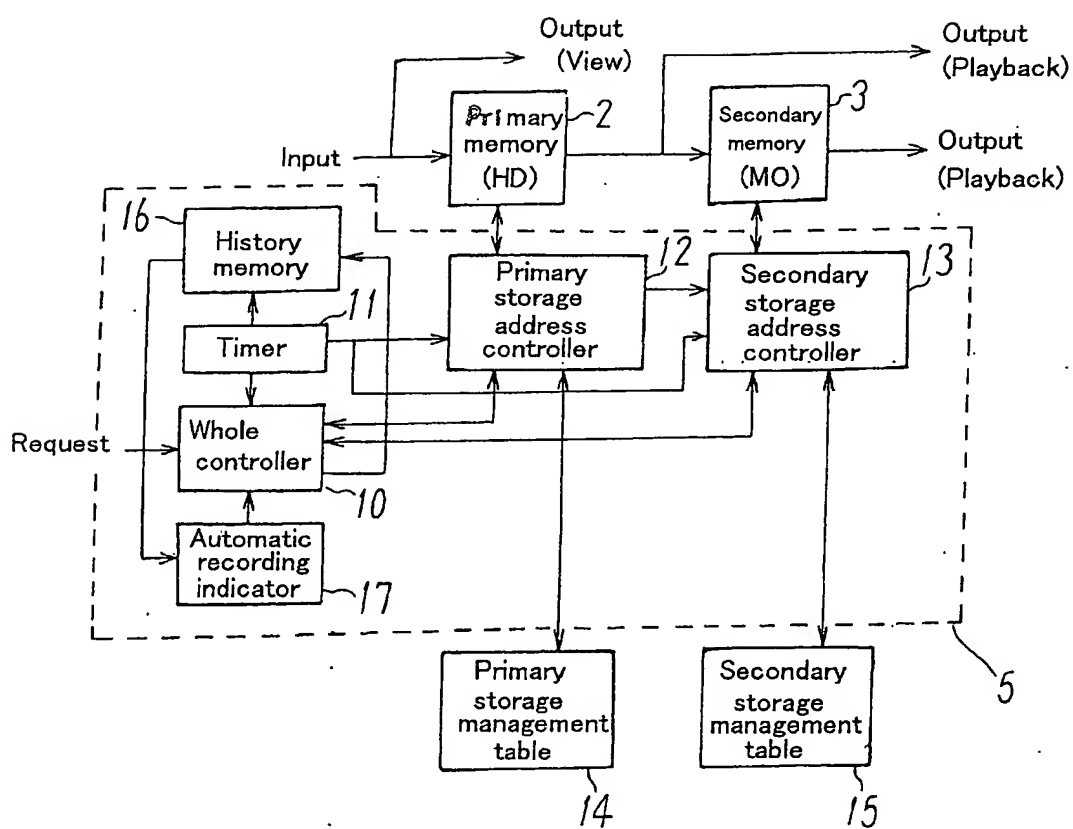 Output
(View)
Output
(Playback)
Input
Primary
memory
(HD)
2
Secondary
memory
(MO)
3
Output
(Playback)
16
History
memory
11
Timer
Primary
storage
address
controller
12
Secondary
storage
address
controller
13
Request
Whole
controller
10
Automatic
recording
indicator
17
5
Primary
storage
management
table
14
Secondary
storage
management
table
15